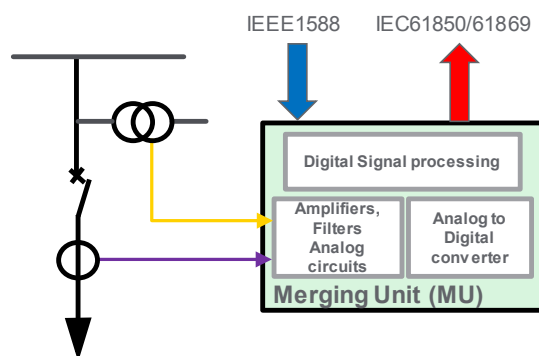 IEEE1588 IEC61850/61869
Digital Signal processing
Amplifiers,
Filters
Analog
circuits
Analog to
Digital
converter
Merging Unit (MU)